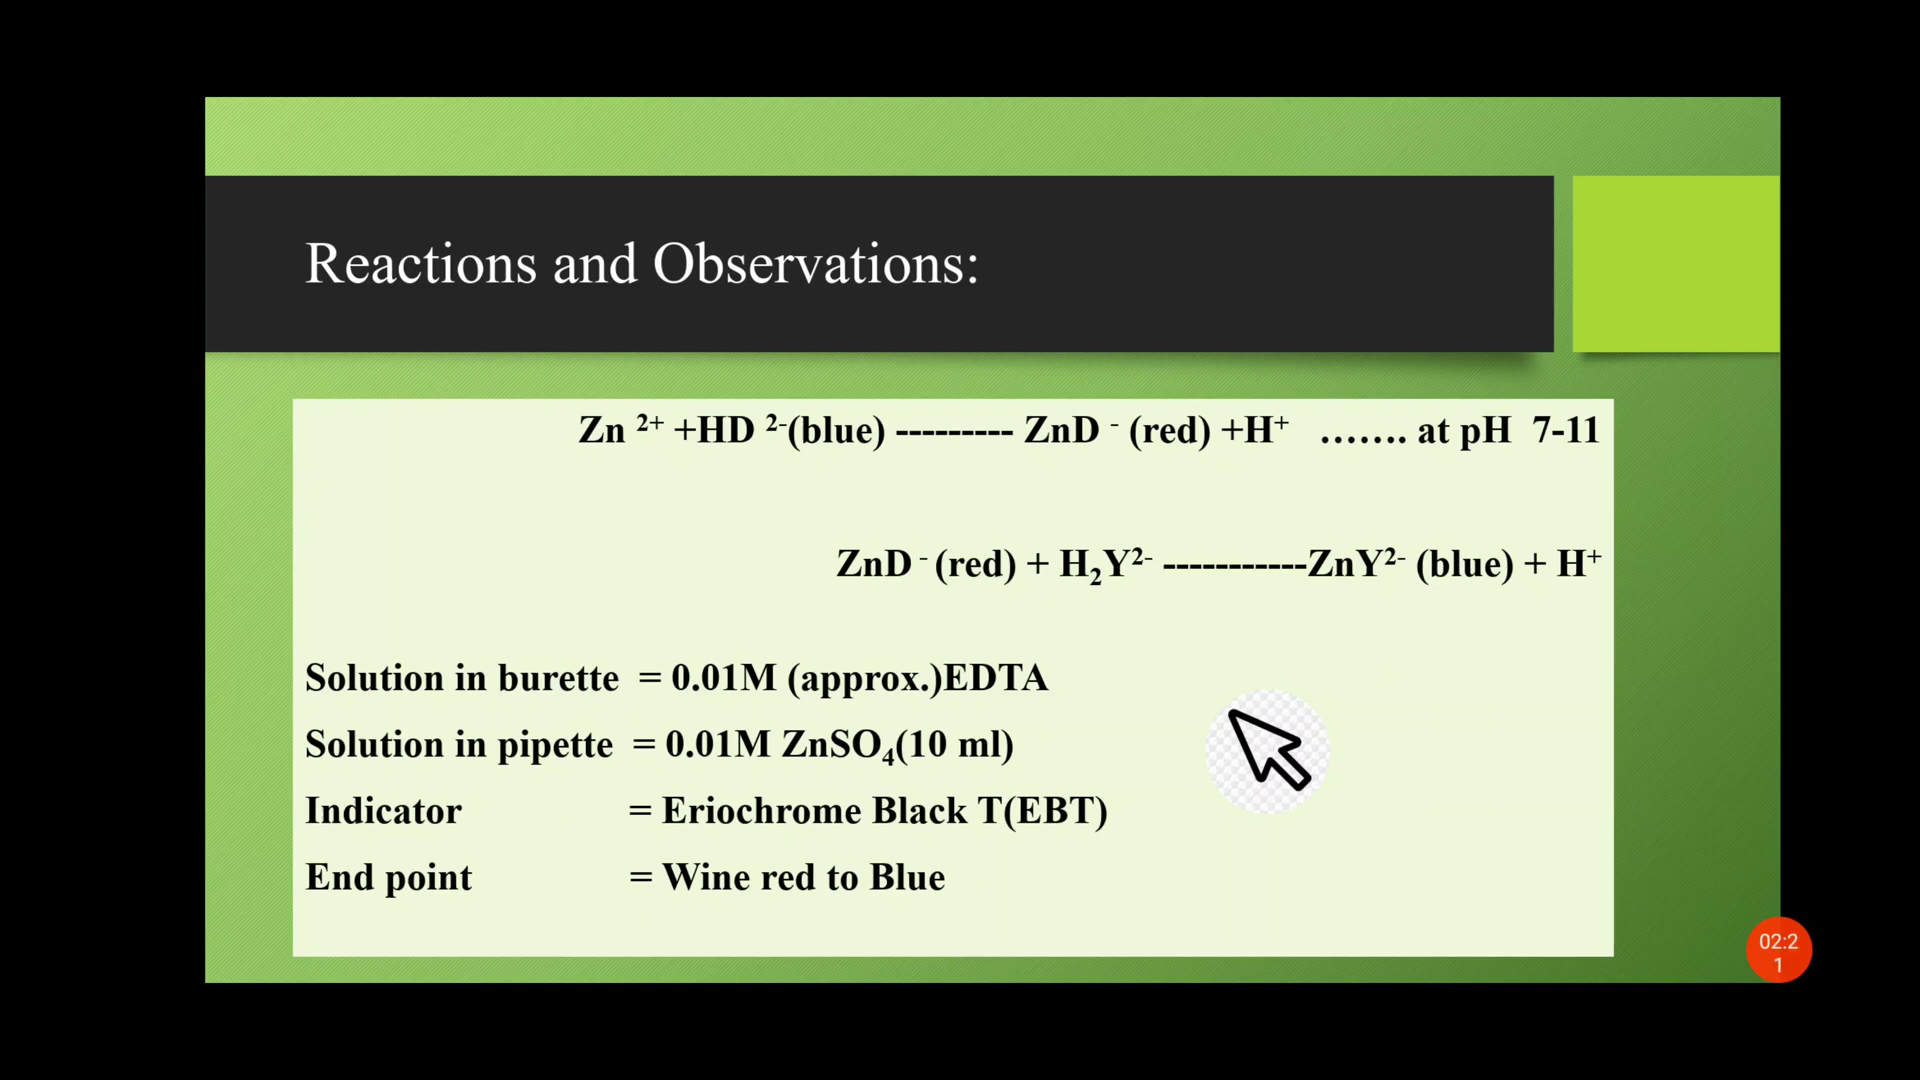 Reactions and Observations:
Zn ²⁺ +HD ²⁻(blue) --------- ZnD ⁻ (red) +H⁺ ....... at pH 7-11
ZnD ⁻ (red) + H₂Y²⁻ -----------ZnY²⁻ (blue) + H⁺
Solution in burette = 0.01M (approx.)EDTA
Solution in pipette = 0.01M ZnSO₄(10 ml)
Indicator = Eriochrome Black T(EBT)
End point = Wine red to Blue
02:2
1